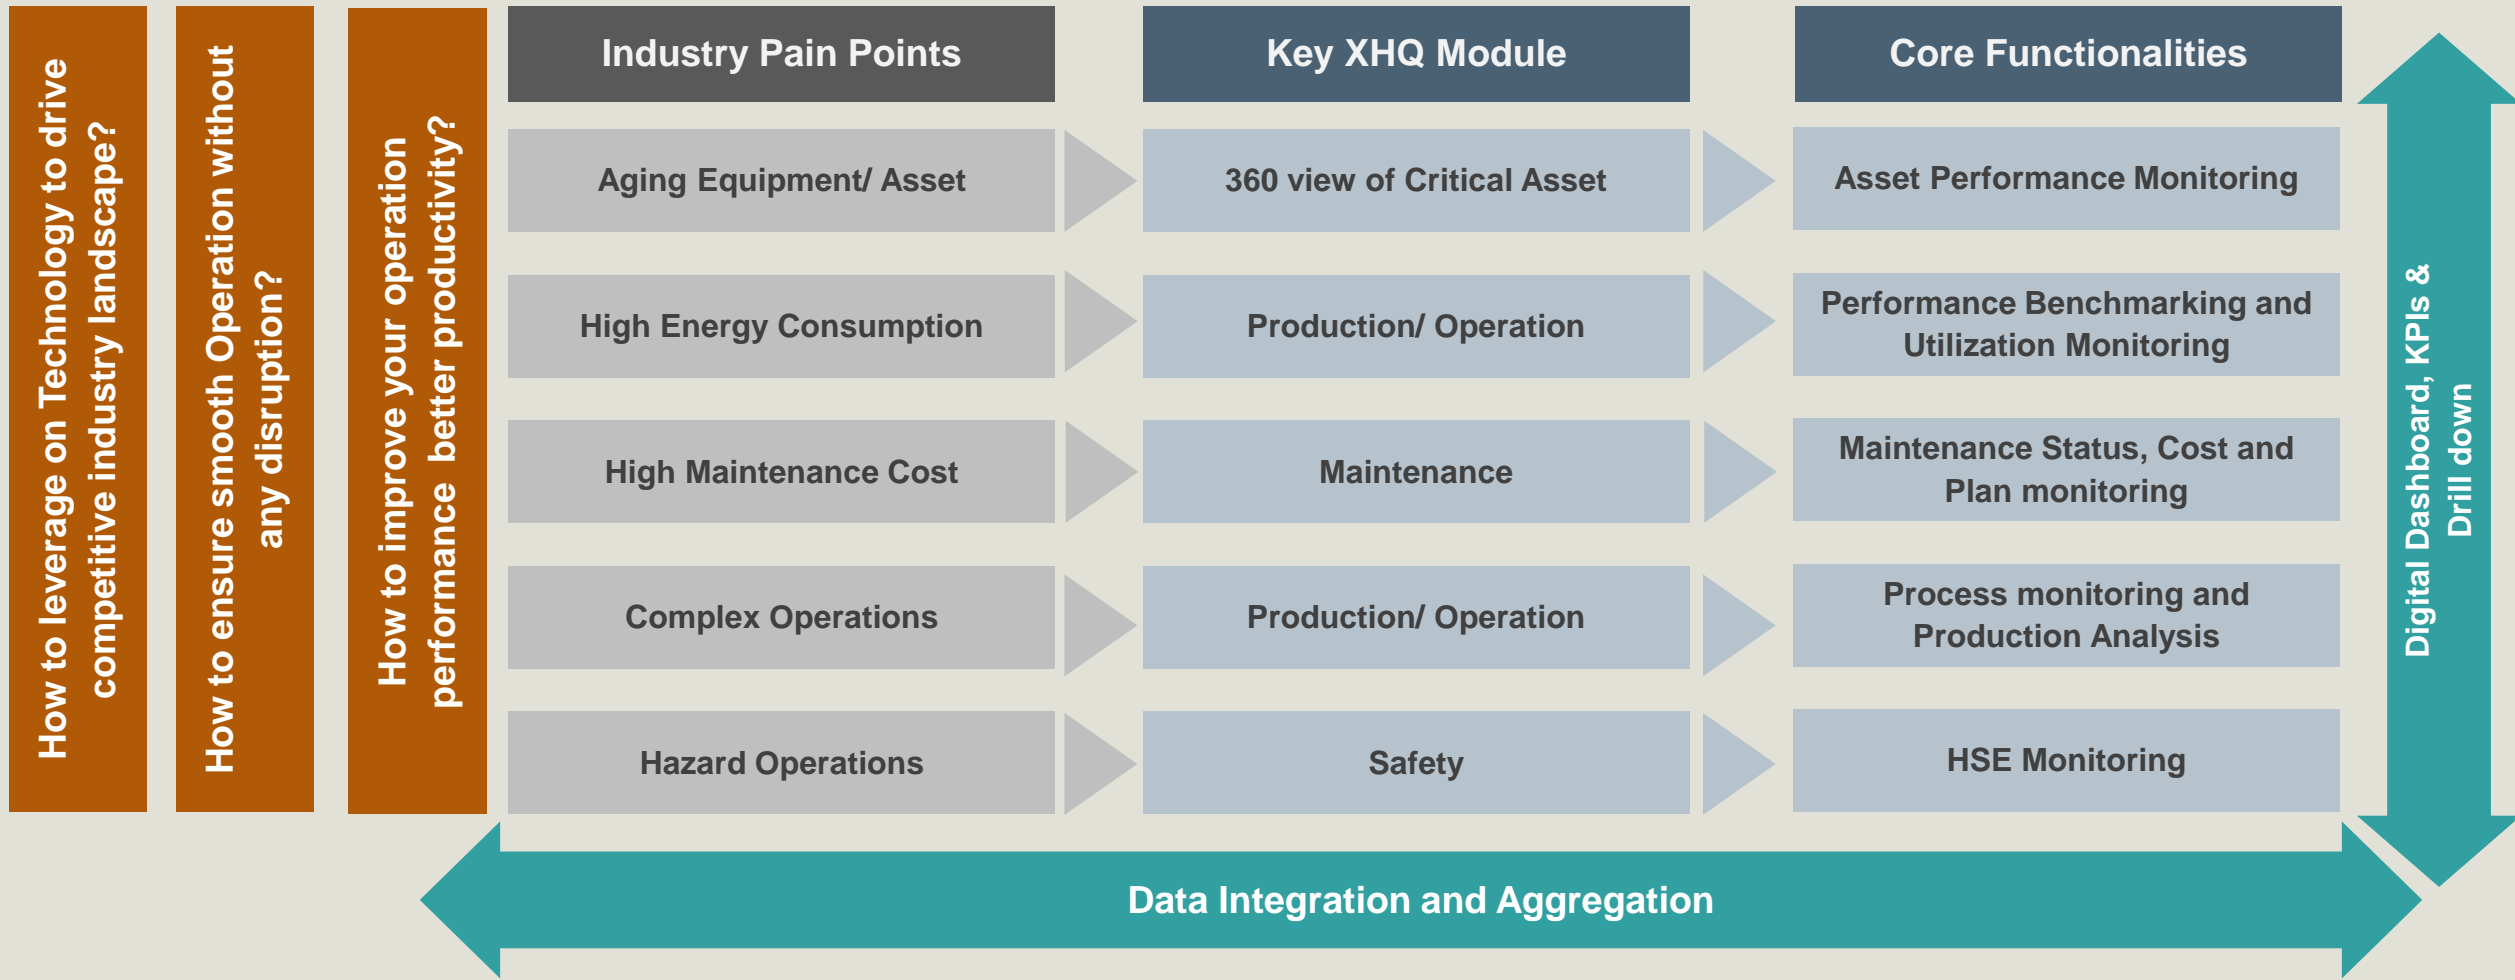 How to leverage on Technology to drive
competitive industry landscape?
How to ensure smooth Operation without
any disruption?
How to improve your operation
performance  better productivity?
Industry Pain Points
Key XHQ Module
Core Functionalities
Aging Equipment/ Asset
360 view of Critical Asset
Asset Performance Monitoring
High Energy Consumption
Production/ Operation
Performance Benchmarking and
Utilization Monitoring
High Maintenance Cost
Maintenance
Maintenance Status, Cost and
Plan monitoring
Complex Operations
Production/ Operation
Process monitoring and
Production Analysis
Hazard Operations
Safety
HSE Monitoring
Digital Dashboard, KPIs &
Drill down
Data Integration and Aggregation